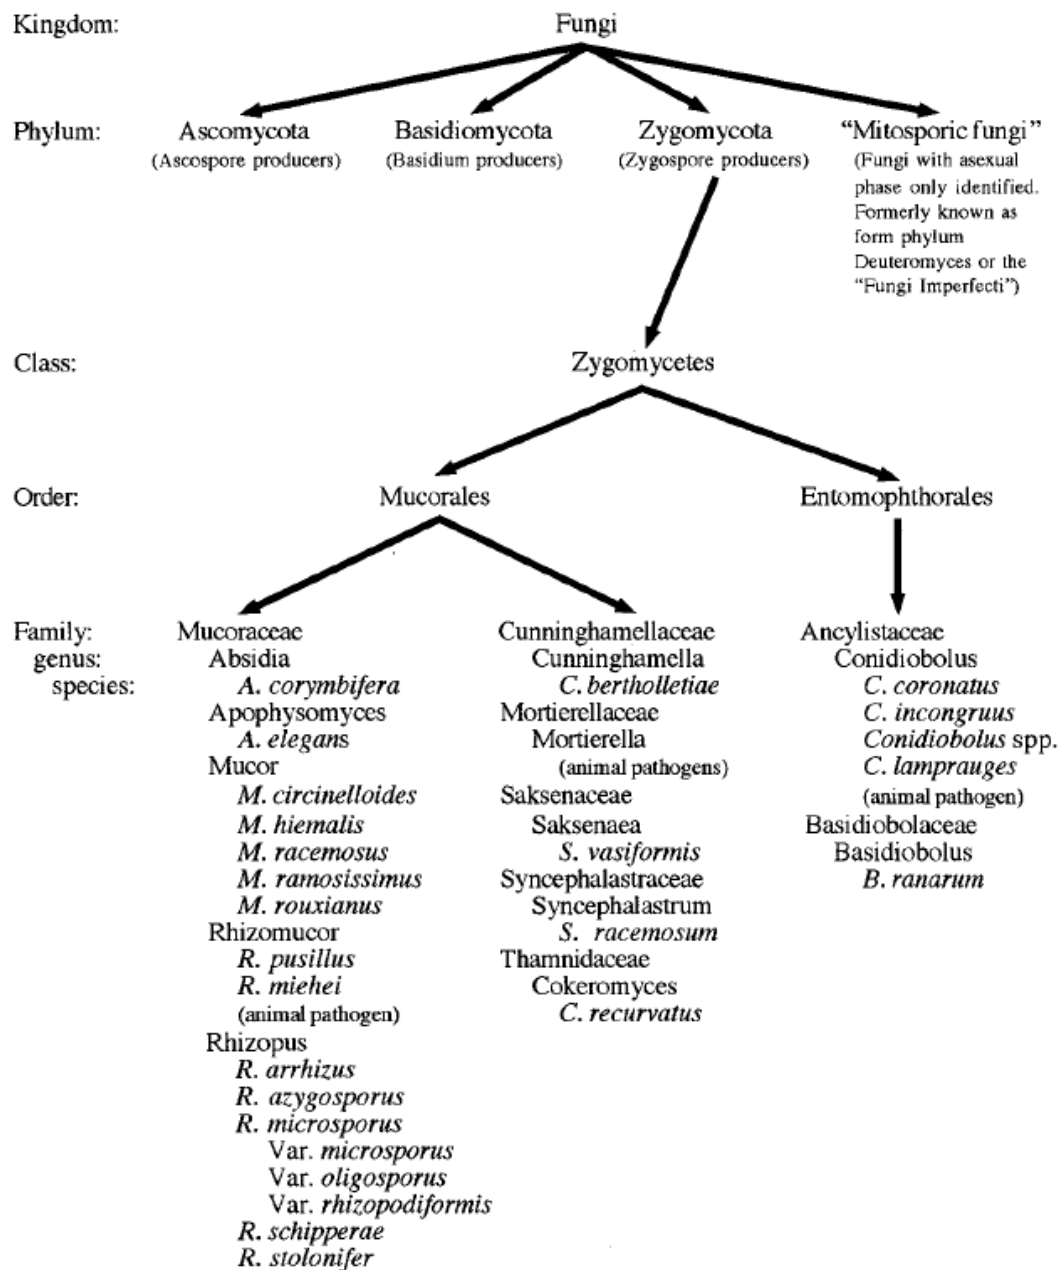 Kingdom: Fungi
Phylum: Ascomycota Basidiomycota Zygomycota "Mitosporic fungi"
(Ascospore producers) (Basidium producers) (Zygospore producers) (Fungi with asexual
phase only identified.
Formerly known as
form phylum
Deuteromyces or the
"Fungi Imperfecti")
Class: Zygomycetes
Order: Mucorales Entomophthorales
Family: Mucoraceae Cunninghamellaceae Ancylistaceae
genus: Absidia Cunninghamella Conidiobolus
species: A. corymbifera C. bertholletiae C. coronatus
Apophysomyces Mortierellaceae C. incongruus
A. elegans Mortierella Conidiobolus spp.
Mucor (animal pathogens) C. lamprauges
M. circinelloides Saksenaceae (animal pathogen)
M. hiemalis Saksenaea Basidiobolaceae
M. racemosus S. vasiformis Basidiobolus
M. ramosissimus Syncephalastraceae B. ranarum
M. rouxianus Syncephalastrum
Rhizomucor S. racemosum
R. pusillus Thamnidaceae
R. miehei Cokeromyces
(animal pathogen) C. recurvatus
Rhizopus
R. arrhizus
R. azygosporus
R. microsporus
Var. microsporus
Var. oligosporus
Var. rhizopodiformis
R. schipperae
R. stolonifer